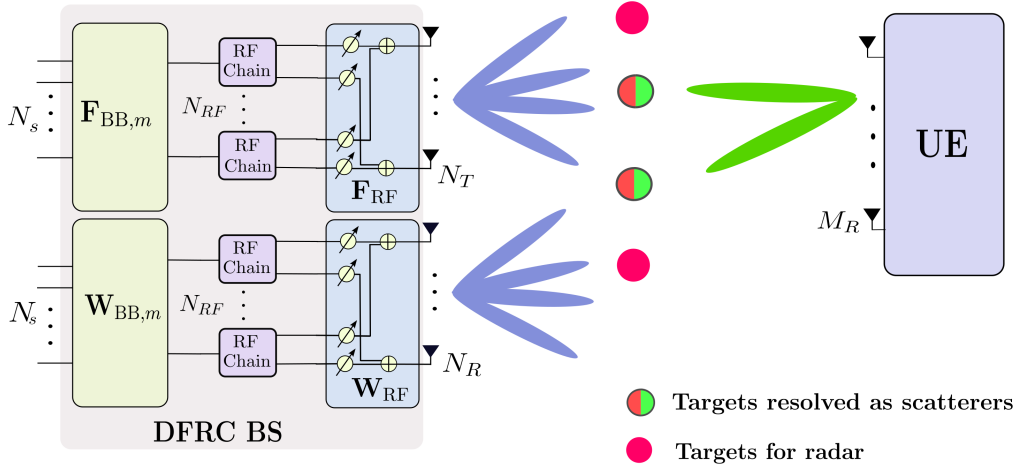 N_s
F_BB,m
RF
Chain
N_RF
RF
Chain
F_RF
N_T
N_s
W_BB,m
RF
Chain
N_RF
RF
Chain
W_RF
N_R
DFRC BS
UE
M_R
Targets resolved as scatterers
Targets for radar